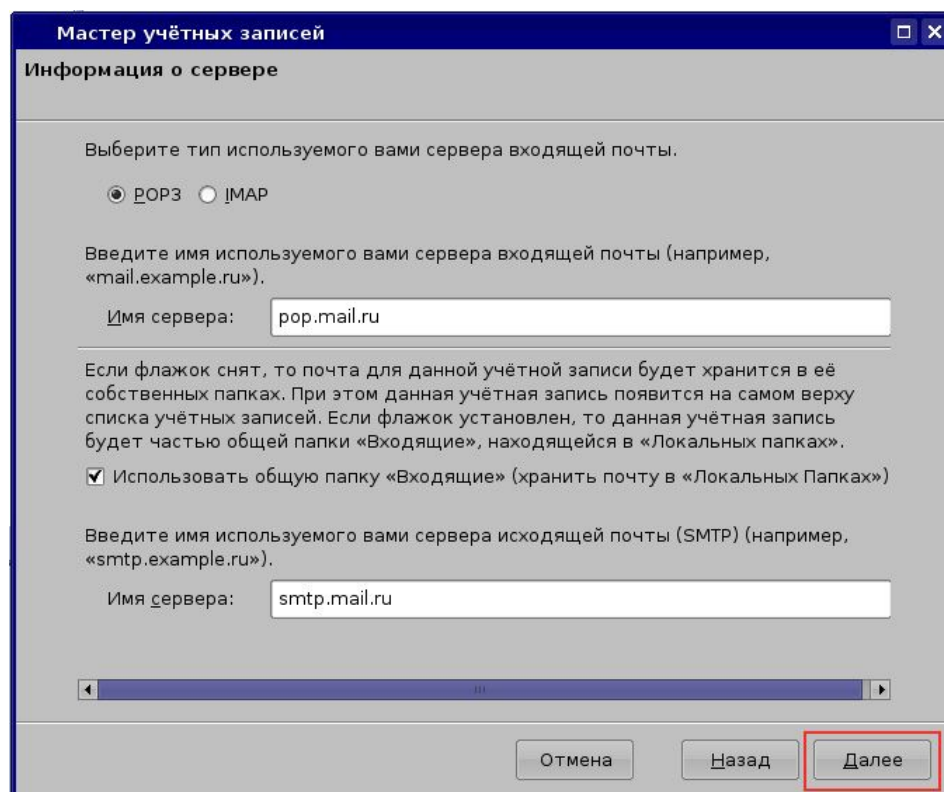 Мастер учётных записей
Информация о сервере
Выберите тип используемого вами сервера входящей почты.
POP3 IMAP
Введите имя используемого вами сервера входящей почты (например,
«mail.example.ru»).
Имя сервера: pop.mail.ru
Если флажок снят, то почта для данной учётной записи будет хранится в её
собственных папках. При этом данная учётная запись появится на самом верху
списка учётных записей. Если флажок установлен, то данная учётная запись
будет частью общей папки «Входящие», находящейся в «Локальных папках».
Использовать общую папку «Входящие» (хранить почту в «Локальных Папках»)
Введите имя используемого вами сервера исходящей почты (SMTP) (например,
«smtp.example.ru»).
Имя сервера: smtp.mail.ru
Отмена Назад Далее